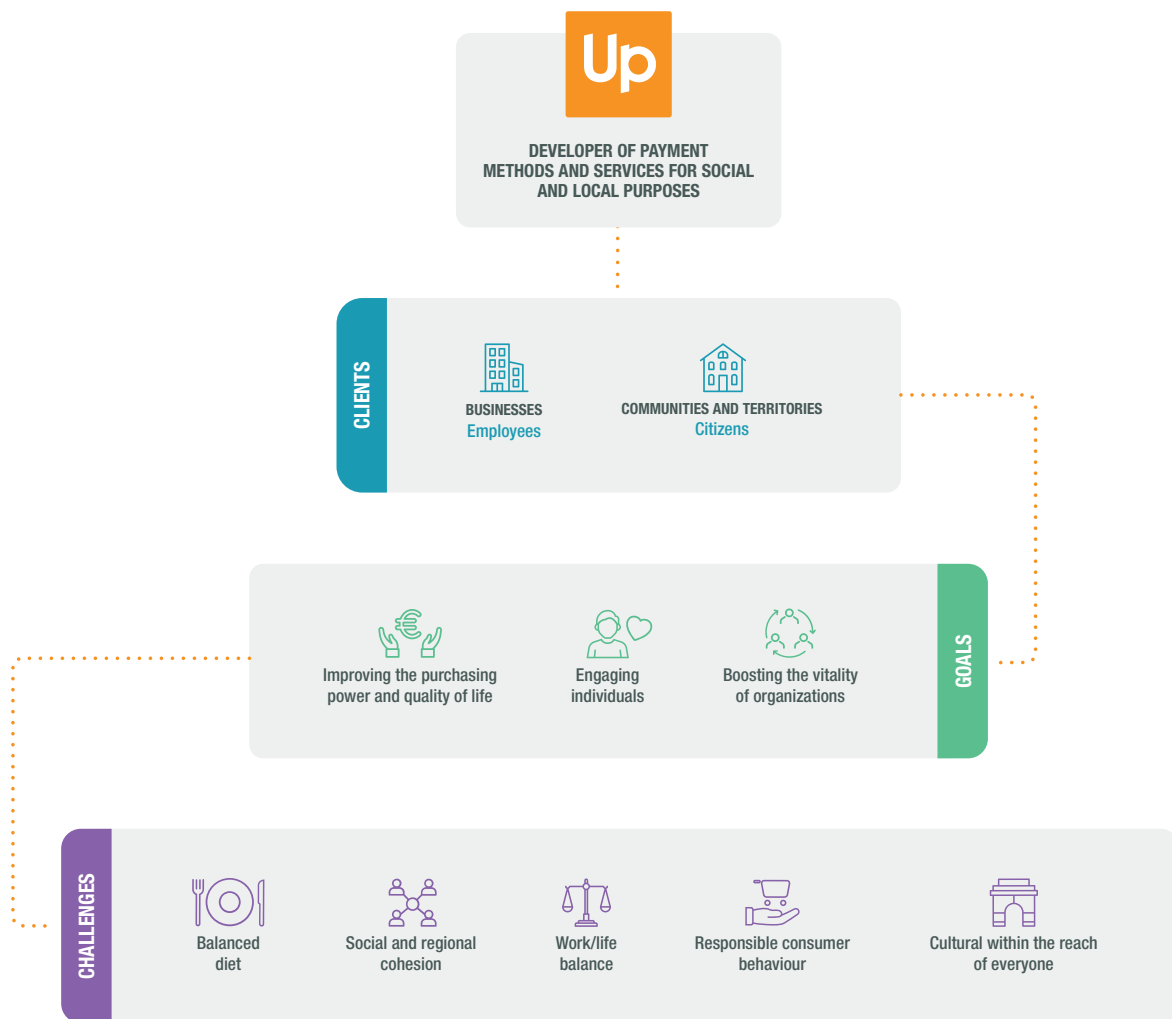 Up
DEVELOPER OF PAYMENT
METHODS AND SERVICES FOR SOCIAL
AND LOCAL PURPOSES
CLIENTS
BUSINESSES
Employees
COMMUNITIES AND TERRITORIES
Citizens
GOALS
Improving the purchasing
power and quality of life
Engaging
individuals
Boosting the vitality
of organizations
CHALLENGES
Balanced
diet
Social and regional
cohesion
Work/life
balance
Responsible consumer
behaviour
Cultural within the reach
of everyone